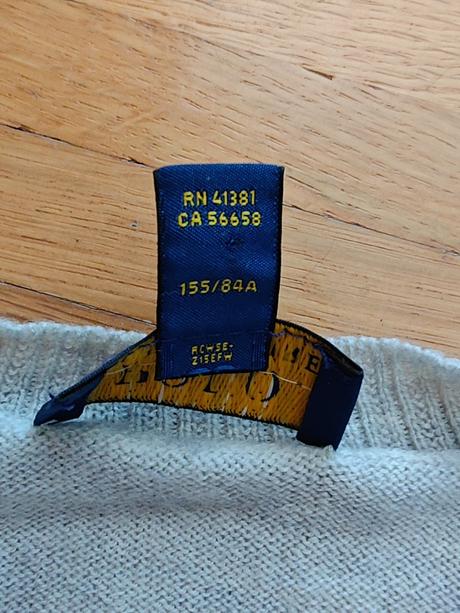 RN 41381
CA 56658
155/84A
RCWSE-
Z15EFW